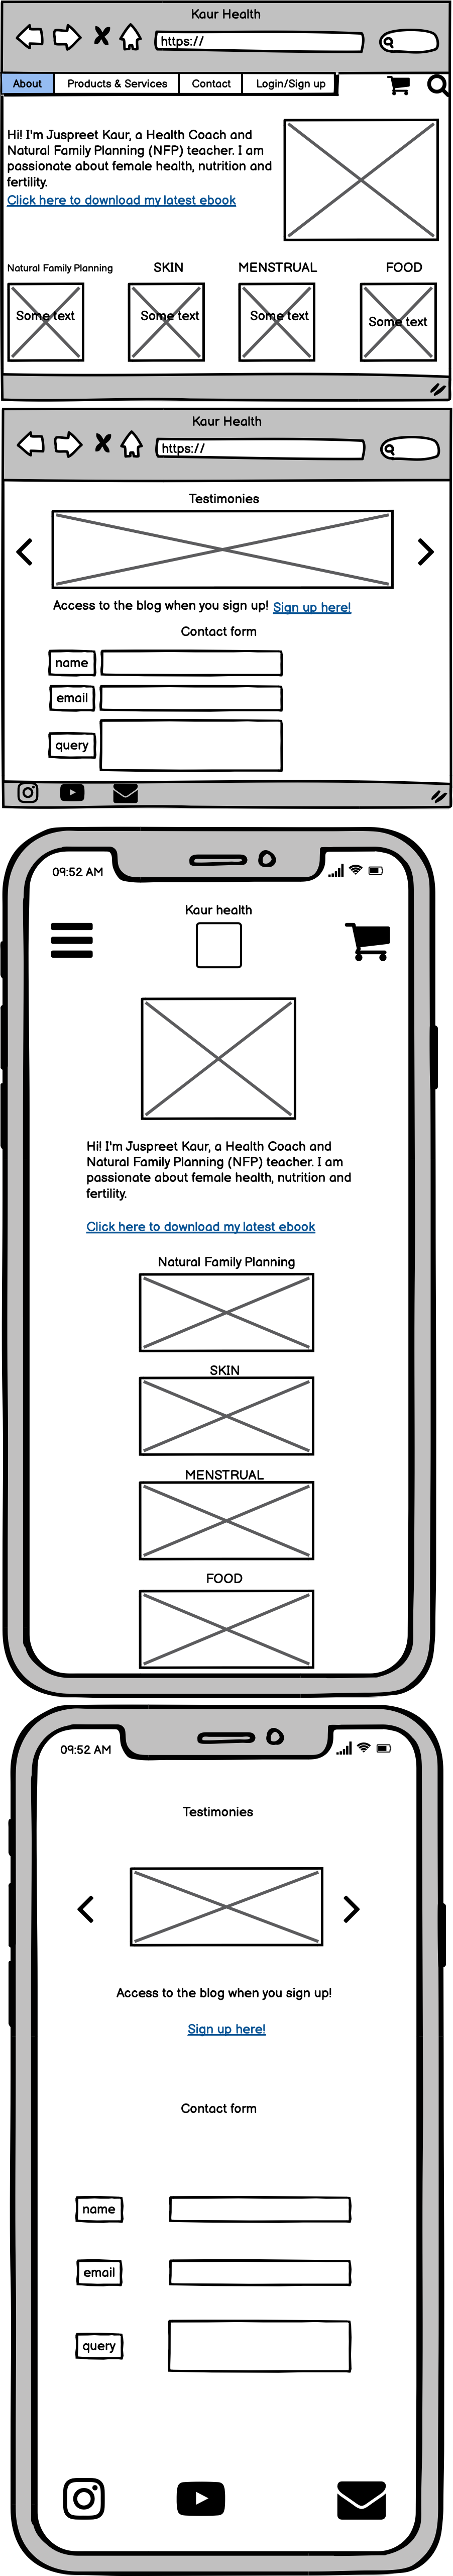 Kaur Health
https://
About Products & Services Contact Login/Sign up
Hi! I'm Juspreet Kaur, a Health Coach and
Natural Family Planning (NFP) teacher. I am
passionate about female health, nutrition and
fertility.
Click here to download my latest ebook
Natural Family Planning SKIN MENSTRUAL FOOD
Some text Some text Some text Some text
Kaur Health
https://
Testimonies
Access to the blog when you sign up! Sign up here!
Contact form
name
email
query
09:52 AM
Kaur health
Hi! I'm Juspreet Kaur, a Health Coach and
Natural Family Planning (NFP) teacher. I am
passionate about female health, nutrition and
fertility.
Click here to download my latest ebook
Natural Family Planning
SKIN
MENSTRUAL
FOOD
09:52 AM
Testimonies
Access to the blog when you sign up!
Sign up here!
Contact form
name
email
query